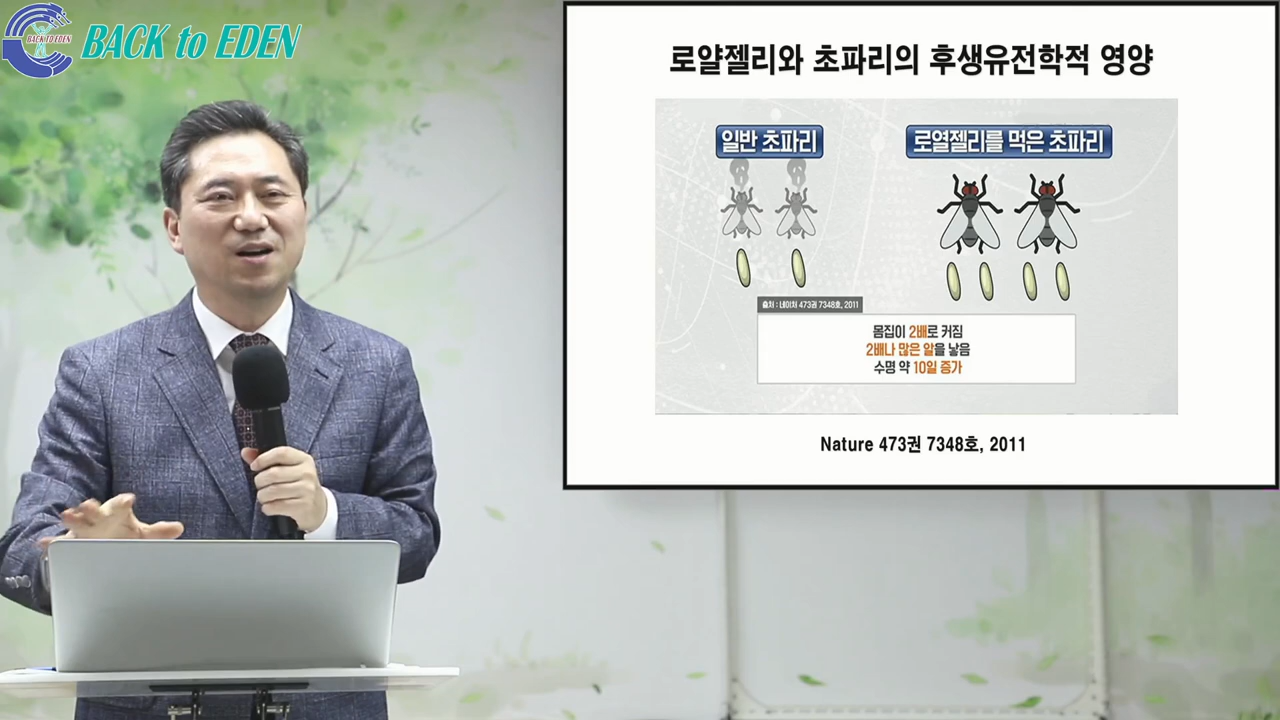 BACK TO EDEN
BACK to EDEN
로얄젤리와 초파리의 후생유전학적 영양
일반 초파리
로열젤리를 먹은 초파리
출처 : 네이처 473권 7348호, 2011
몸집이 2배로 커짐
2배나 많은 알을 낳음
수명 약 10일 증가
Nature 473권 7348호, 2011